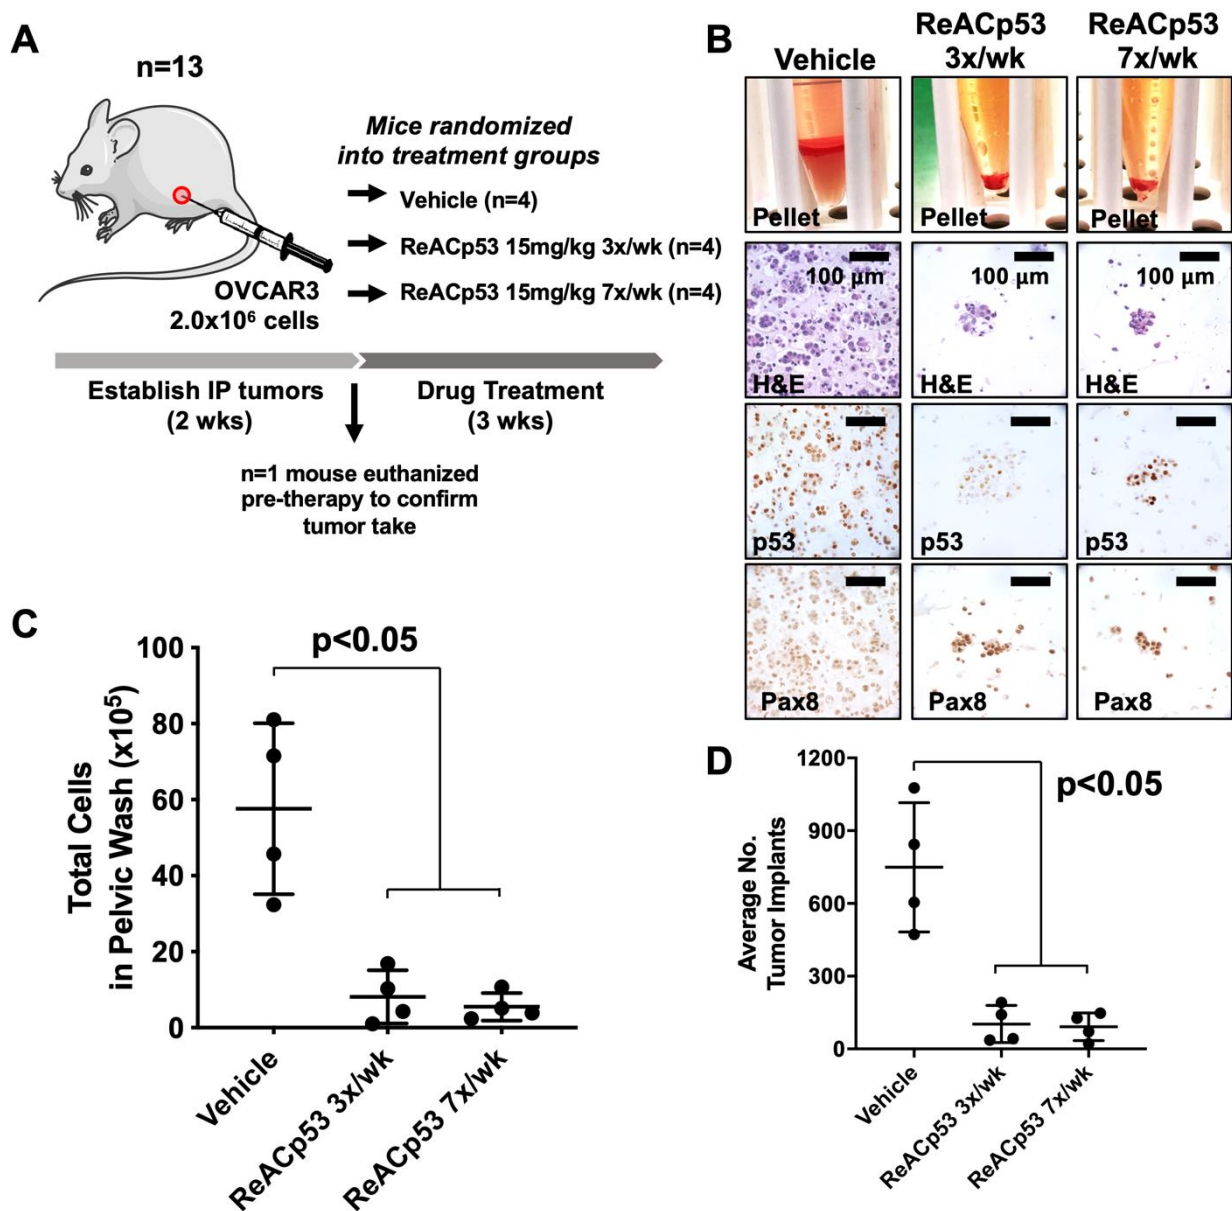 A
n=13
Mice randomized
into treatment groups
Vehicle (n=4)
ReACp53 15mg/kg 3x/wk (n=4)
ReACp53 15mg/kg 7x/wk (n=4)
OVCAR3
2.0x10⁶ cells
Establish IP tumors
(2 wks)
Drug Treatment
(3 wks)
n=1 mouse euthanized
pre-therapy to confirm
tumor take
B
Vehicle
ReACp53
3x/wk
ReACp53
7x/wk
Pellet
Pellet
Pellet
100 µm
100 µm
100 µm
H&E
H&E
H&E
p53
p53
p53
Pax8
Pax8
Pax8
C
p<0.05
Total Cells
in Pelvic Wash (x10⁵)
100
80
60
40
20
0
Vehicle
ReACp53 3x/wk
ReACp53 7x/wk
D
p<0.05
Average No.
Tumor Implants
1200
900
600
300
0
Vehicle
ReACp53 3x/wk
ReACp53 7x/wk